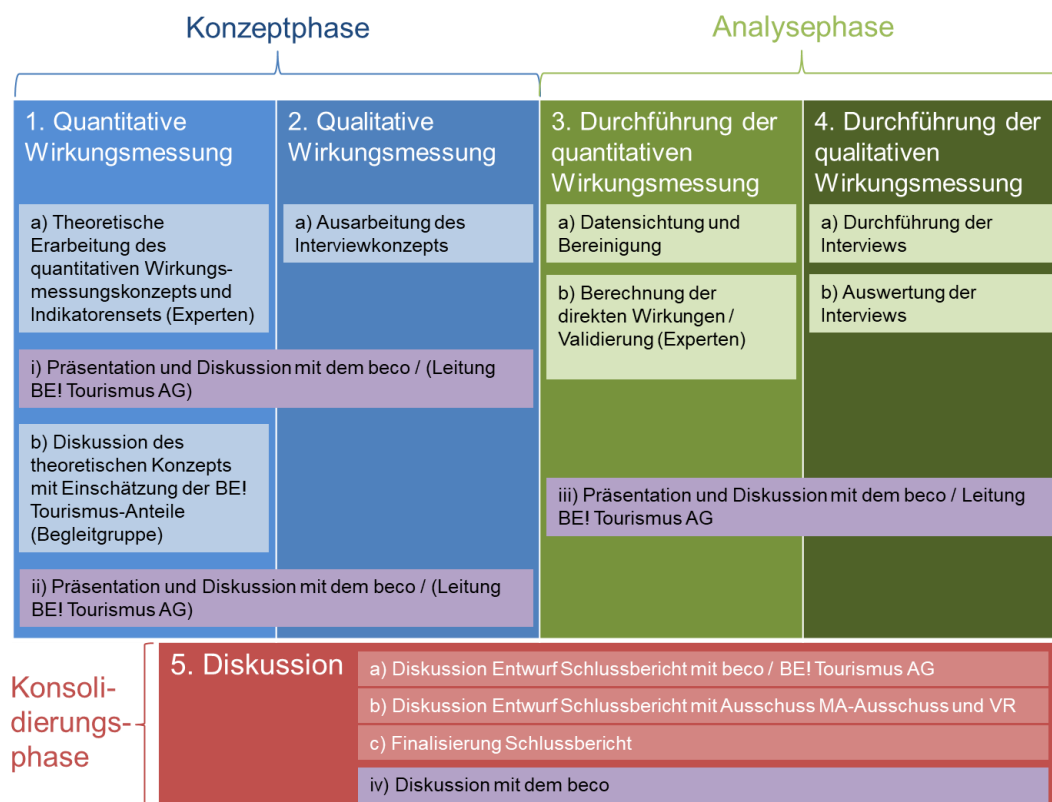 Konzeptphase
Analysephase
1. Quantitative
Wirkungsmessung
2. Qualitative
Wirkungsmessung
3. Durchführung der
quantitativen
Wirkungsmessung
4. Durchführung der
qualitativen
Wirkungsmessung
a) Theoretische
Erarbeitung des
quantitativen Wirkungs-
messungskonzepts und
Indikatorensets (Experten)
a) Ausarbeitung des
Interviewkonzepts
a) Datensichtung und
Bereinigung
a) Durchführung der
Interviews
b) Berechnung der
direkten Wirkungen /
Validierung (Experten)
b) Auswertung der
Interviews
i) Präsentation und Diskussion mit dem beco / (Leitung
BE! Tourismus AG)
b) Diskussion des
theoretischen Konzepts
mit Einschätzung der BE!
Tourismus-Anteile
(Begleitgruppe)
iii) Präsentation und Diskussion mit dem beco / Leitung
BE! Tourismus AG
ii) Präsentation und Diskussion mit dem beco / (Leitung
BE! Tourismus AG)
Konsoli-
dierungs-
phase
5. Diskussion
a) Diskussion Entwurf Schlussbericht mit beco / BE! Tourismus AG
b) Diskussion Entwurf Schlussbericht mit Ausschuss MA-Ausschuss und VR
c) Finalisierung Schlussbericht
iv) Diskussion mit dem beco